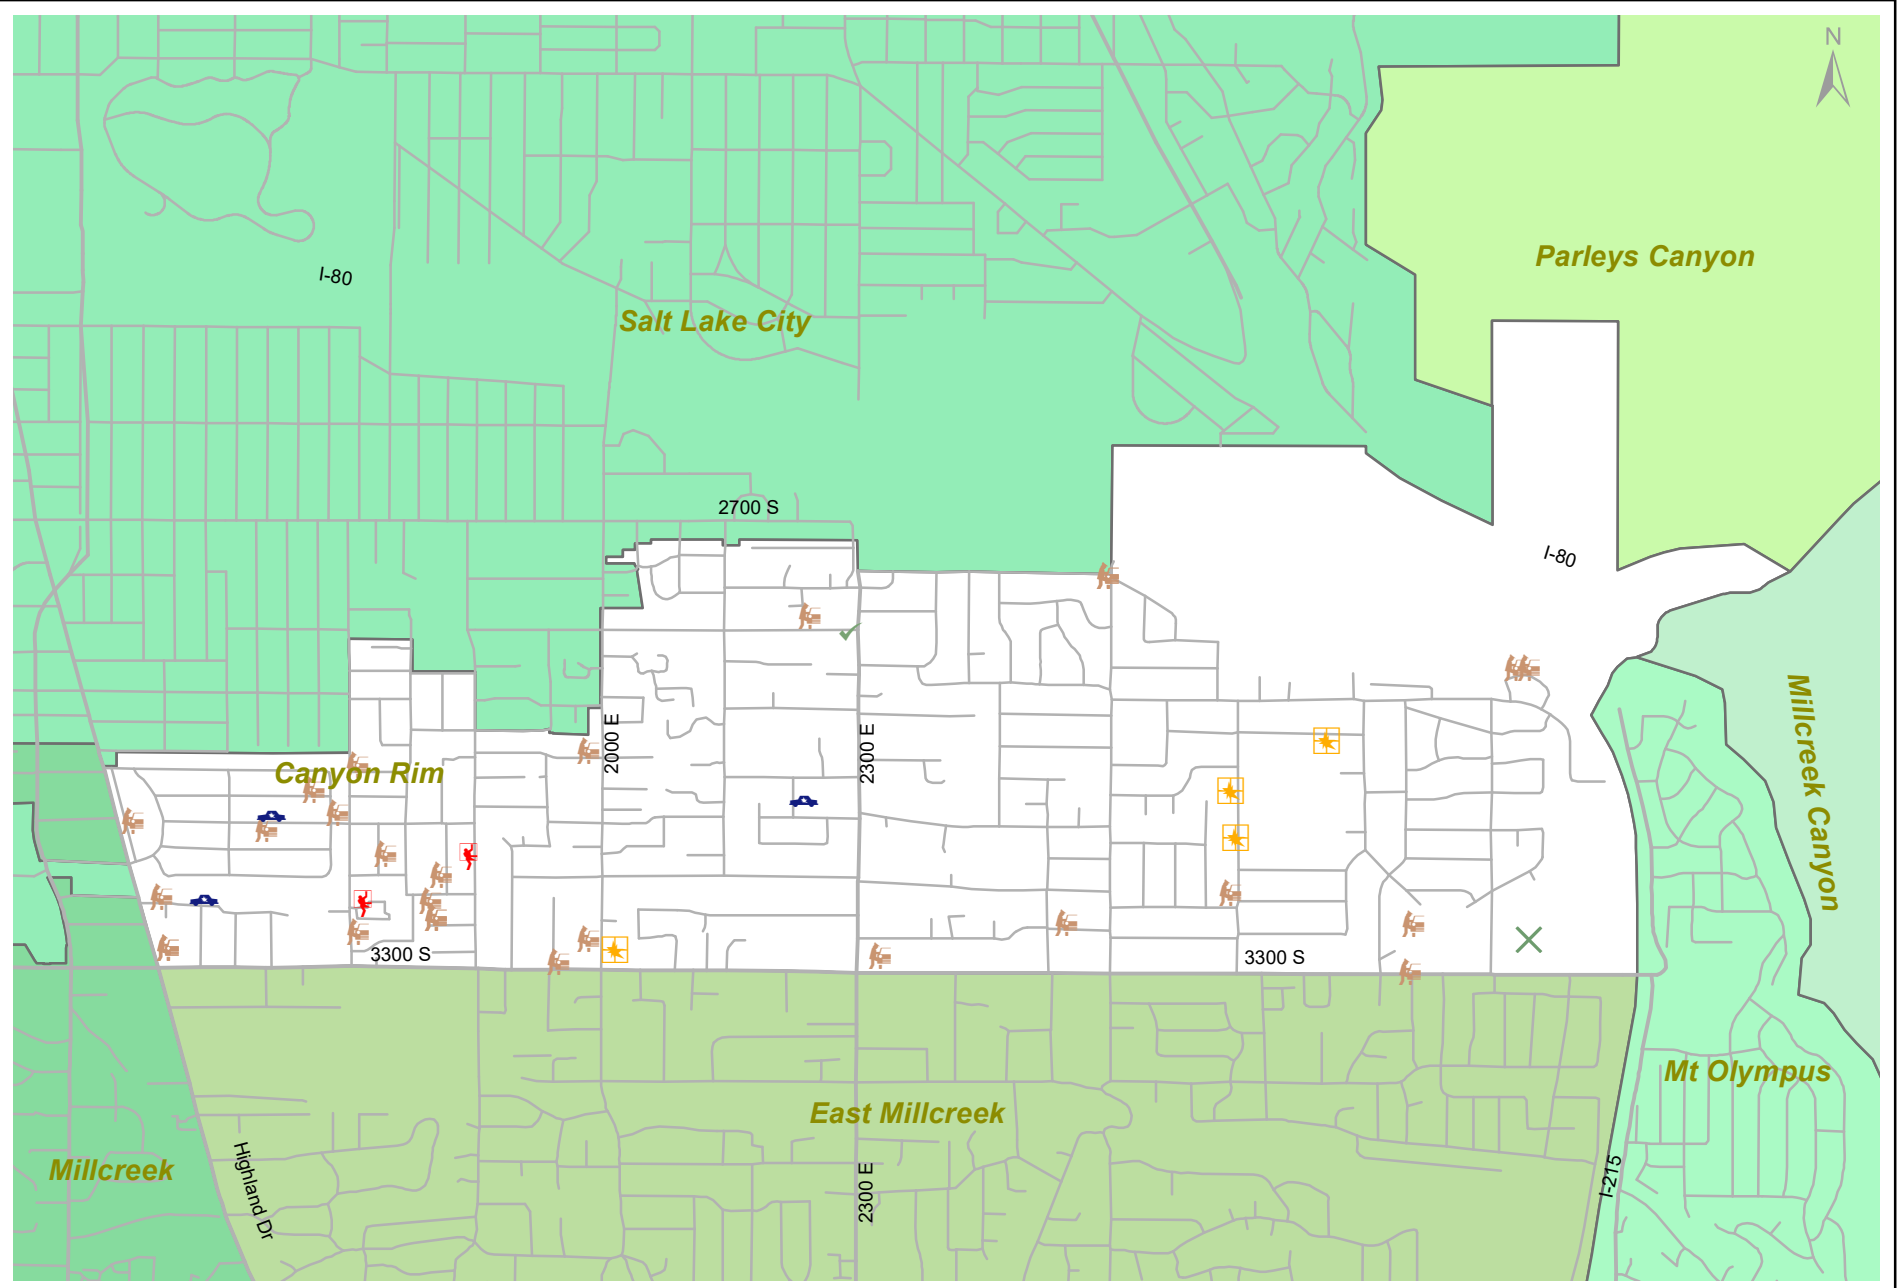 N
Parleys Canyon
I-80
Salt Lake City
2700 S
I-80
Millcreek Canyon
2000 E
2300 E
Canyon Rim
3300 S
3300 S
Mt Olympus
East Millcreek
Millcreek
Highland Dr
2300 E
I-215